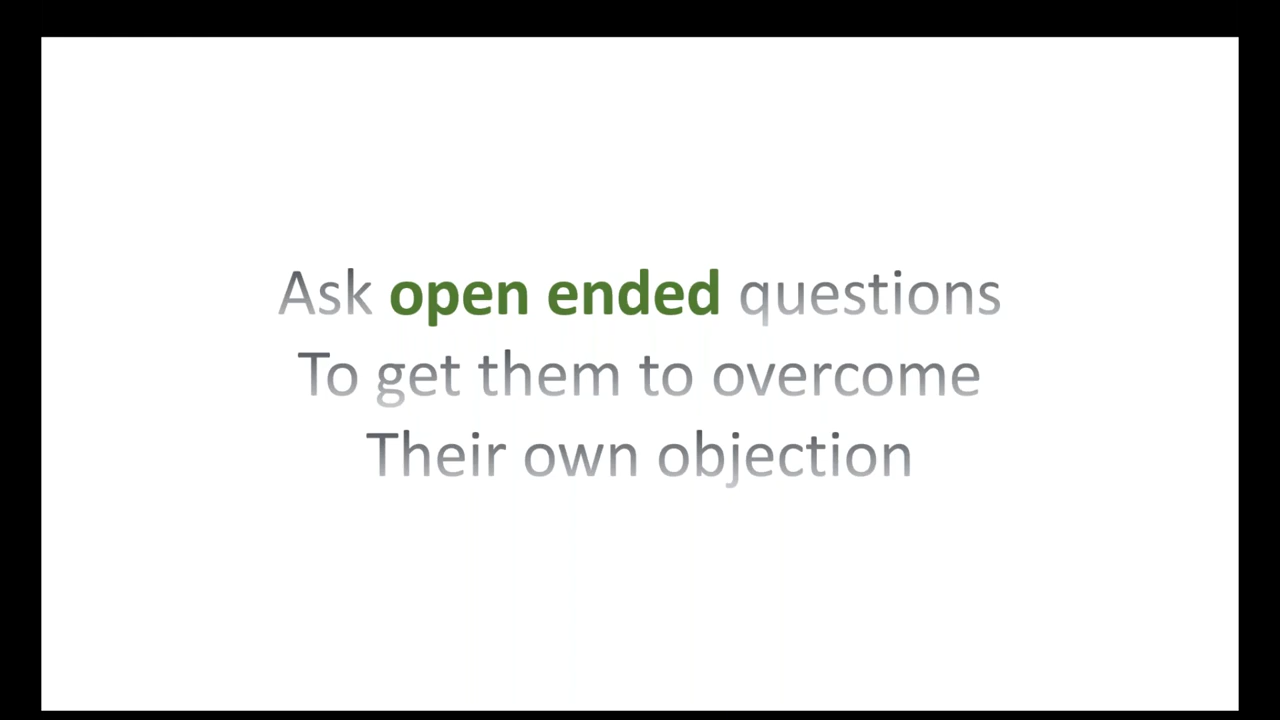 Ask open ended questions
To get them to overcome
Their own objection